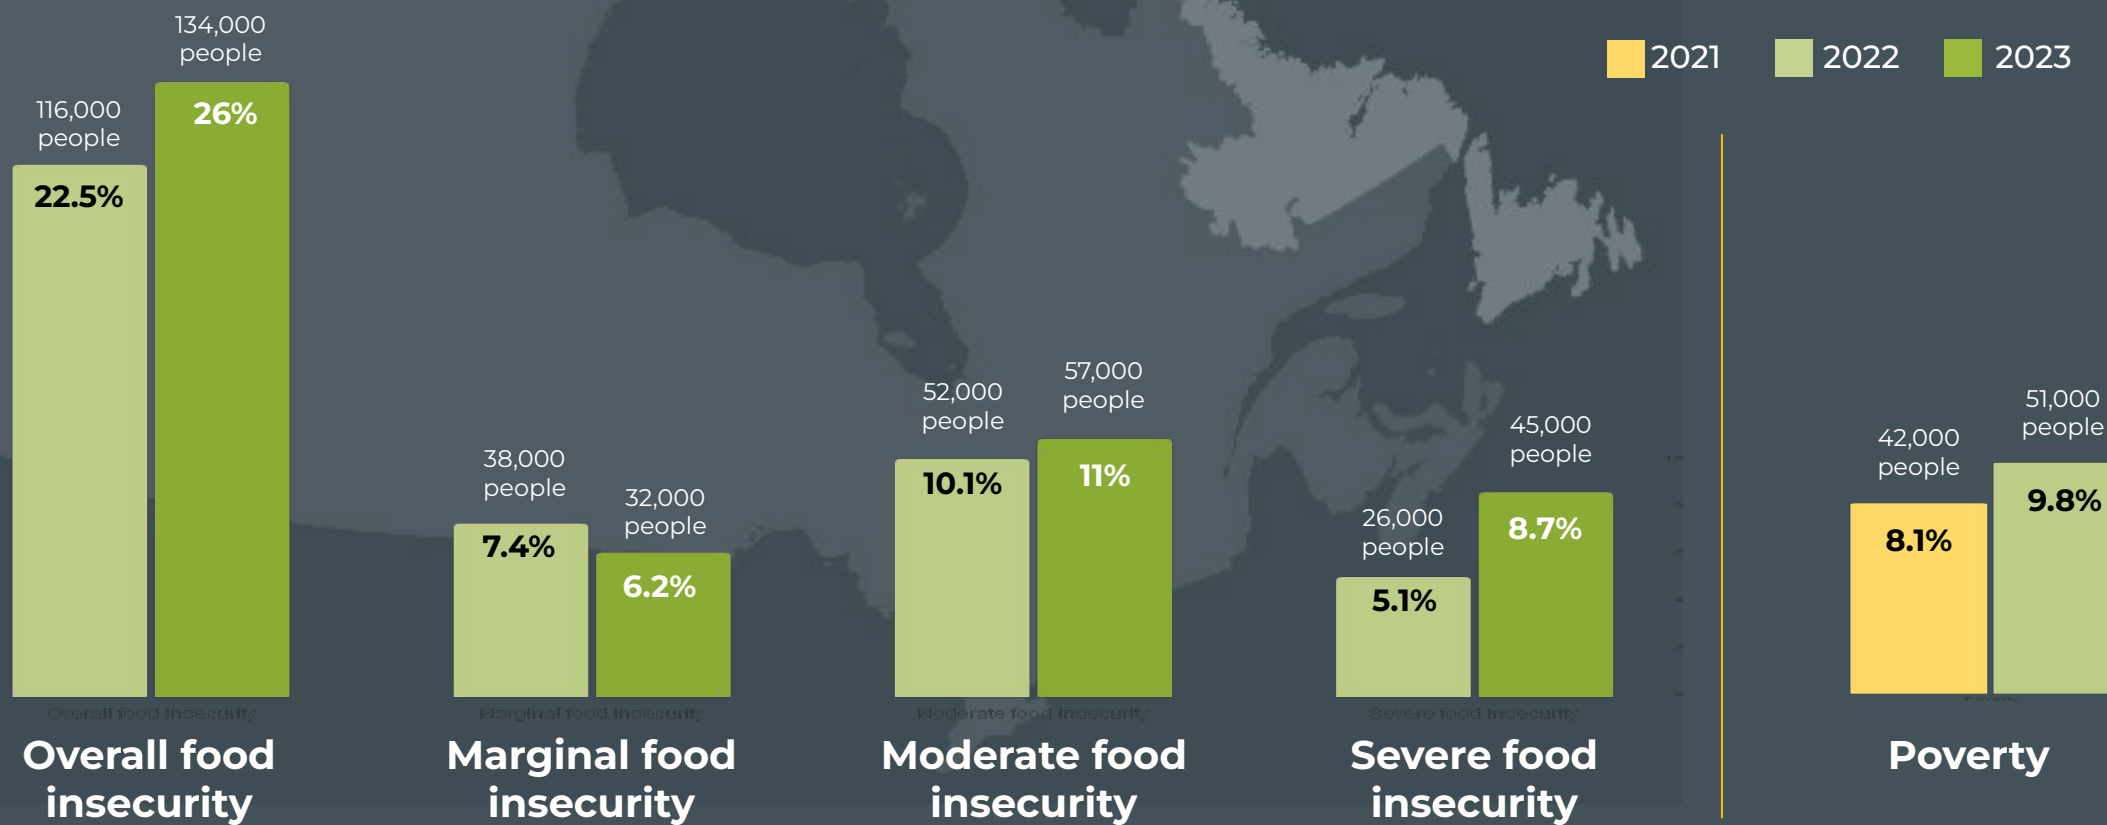 2021
2022
2023
134,000
people
26%
116,000
people
22.5%
38,000
people
7.4%
32,000
people
6.2%
52,000
people
10.1%
57,000
people
11%
26,000
people
5.1%
45,000
people
8.7%
42,000
people
8.1%
51,000
people
9.8%
Overall food insecurity
Marginal food insecurity
Moderate food insecurity
Severe food insecurity
Overall food
insecurity
Marginal food
insecurity
Moderate food
insecurity
Severe food
insecurity
Poverty